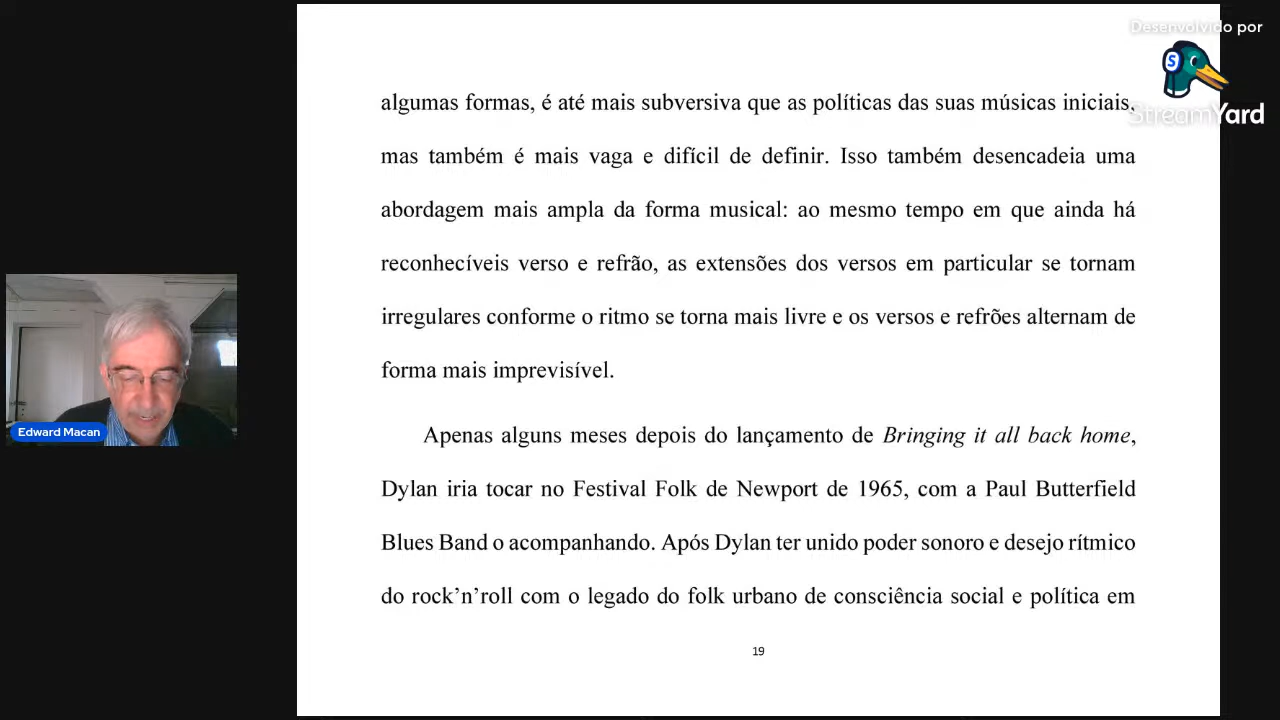 Desenvolvido por
StreamYard
algumas formas, é até mais subversiva que as políticas das suas músicas iniciais,
mas também é mais vaga e difícil de definir. Isso também desencadeia uma
abordagem mais ampla da forma musical: ao mesmo tempo em que ainda há
reconhecíveis verso e refrão, as extensões dos versos em particular se tornam
irregulares conforme o ritmo se torna mais livre e os versos e refrões alternam de
forma mais imprevisível.
Apenas alguns meses depois do lançamento de Bringing it all back home,
Dylan iria tocar no Festival Folk de Newport de 1965, com a Paul Butterfield
Blues Band o acompanhando. Após Dylan ter unido poder sonoro e desejo rítmico
do rock’n’roll com o legado do folk urbano de consciência social e política em
19
Edward Macan
S